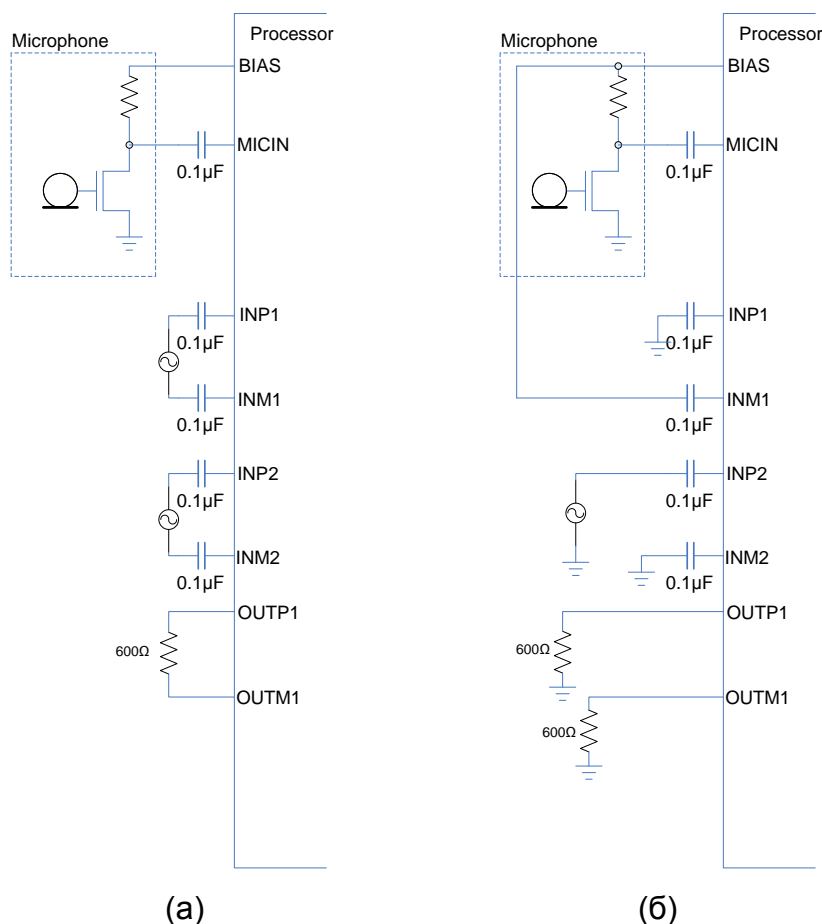 Processor
Microphone
BIAS
MICIN
0.1µF
INP1
0.1µF
INM1
0.1µF
INP2
0.1µF
INM2
0.1µF
OUTP1
600Ω
OUTM1
(а)
Processor
Microphone
BIAS
MICIN
0.1µF
INP1
0.1µF
INM1
0.1µF
INP2
0.1µF
INM2
0.1µF
OUTP1
600Ω
OUTM1
600Ω
(б)